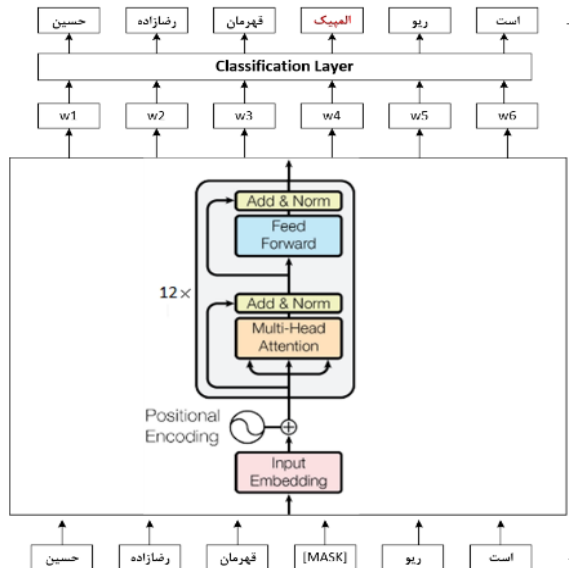 حسین رضازاده قهرمان المپیک ریو است
Classification Layer
w1 w2 w3 w4 w5 w6
Add & Norm
Feed
Forward
12×
Add & Norm
Multi-Head
Attention
Positional
Encoding
Input
Embedding
حسین رضازاده قهرمان [MASK] ریو است